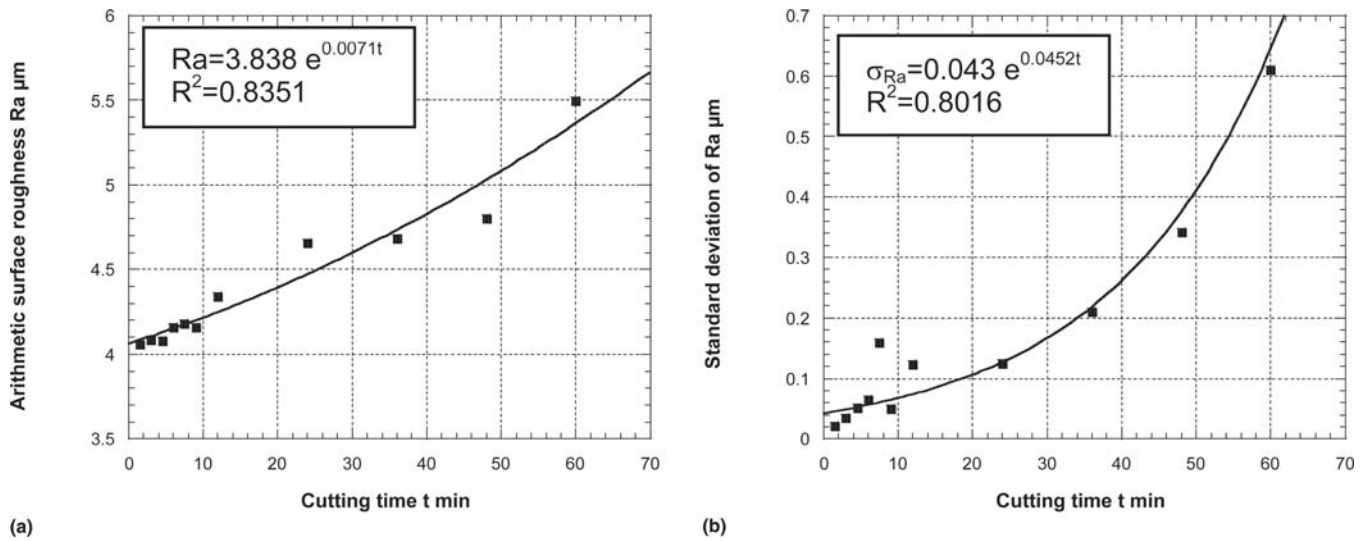 Ra=3.838 e^0.0071t
R²=0.8351
Arithmetic surface roughness Ra µm
6
5.5
5
4.5
4
3.5
0 10 20 30 40 50 60 70
Cutting time t min
(a)
σRa=0.043 e^0.0452t
R²=0.8016
Standard deviation of Ra µm
0.7
0.6
0.5
0.4
0.3
0.2
0.1
0
0 10 20 30 40 50 60 70
Cutting time t min
(b)